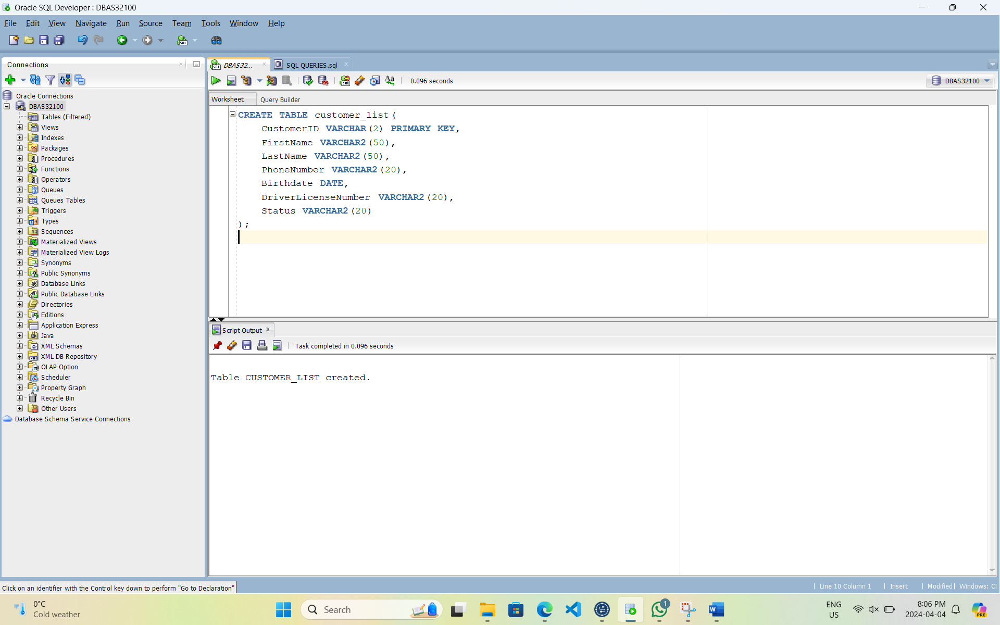 Oracle SQL Developer : DBAS32100
File Edit View Navigate Run Source Team Tools Window Help
Connections
Oracle Connections
DBAS32100
Tables (Filtered)
Views
Indexes
Packages
Procedures
Functions
Operators
Queues
Queues Tables
Triggers
Types
Sequences
Materialized Views
Materialized View Logs
Synonyms
Public Synonyms
Database Links
Public Database Links
Directories
Editions
Application Express
Java
XML Schemas
XML DB Repository
OLAP Option
Scheduler
Property Graph
Recycle Bin
Other Users
Database Schema Service Connections
DBAS32... SQL QUERIES.sql
0.096 seconds DBAS32100
Worksheet Query Builder
CREATE TABLE customer_list (
CustomerID VARCHAR(2) PRIMARY KEY,
FirstName VARCHAR2(50),
LastName VARCHAR2(50),
PhoneNumber VARCHAR2(20),
Birthdate DATE,
DriverLicenseNumber VARCHAR2(20),
Status VARCHAR2(20)
);
Script Output
Task completed in 0.096 seconds
Table CUSTOMER_LIST created.
Click on an identifier with the Control key down to perform "Go to Declaration"
Line 10 Column 1 Insert Modified Windows: Cl
0°C
Cold weather
Search
1
ENG
US
8:06 PM
2024-04-04
PRE